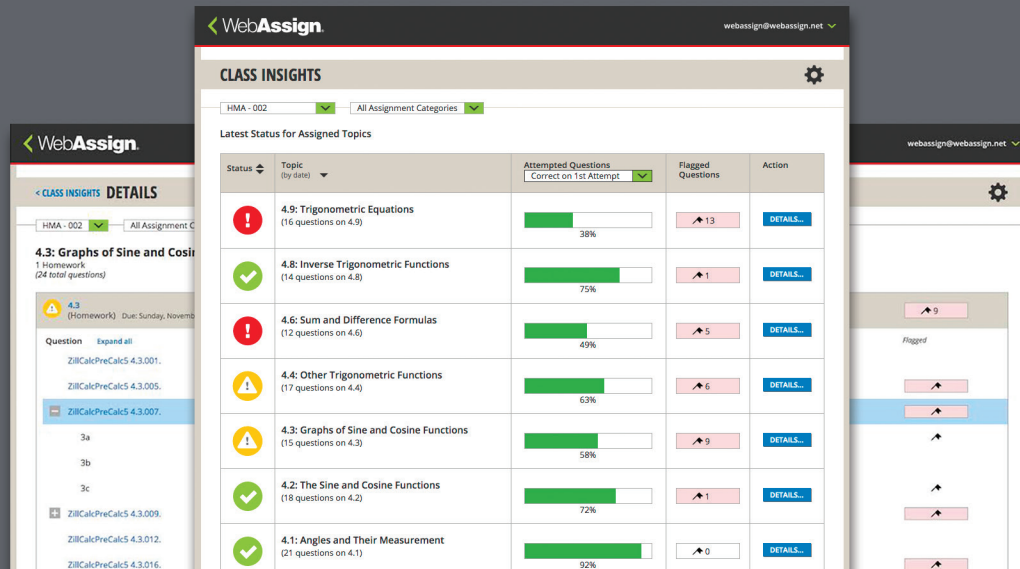 WebAssign.
webassign@webassign.net
CLASS INSIGHTS
HMA - 002
All Assignment Categories
Latest Status for Assigned Topics
Status
Topic
(by date)
Attempted Questions
Correct on 1st Attempt
Flagged
Questions
Action
4.9: Trigonometric Equations
(16 questions on 4.9)
38%
13
DETAILS...
4.8: Inverse Trigonometric Functions
(14 questions on 4.8)
75%
1
DETAILS...
4.6: Sum and Difference Formulas
(12 questions on 4.6)
49%
5
DETAILS...
4.4: Other Trigonometric Functions
(17 questions on 4.4)
63%
6
DETAILS...
4.3: Graphs of Sine and Cosine Functions
(15 questions on 4.3)
58%
9
DETAILS...
4.2: The Sine and Cosine Functions
(18 questions on 4.2)
72%
1
DETAILS...
4.1: Angles and Their Measurement
(21 questions on 4.1)
92%
0
DETAILS...
WebAssign.
< CLASS INSIGHTS DETAILS
HMA - 002
All Assignment C
4.3: Graphs of Sine and Cosi
1 Homework
(24 total questions)
4.3
(Homework) Due: Sunday, Novemb
Question Expand all
ZillCalcPreCalc5 4.3.001.
ZillCalcPreCalc5 4.3.005.
ZillCalcPreCalc5 4.3.007.
3a
3b
3c
ZillCalcPreCalc5 4.3.009.
ZillCalcPreCalc5 4.3.012.
ZillCalcPreCalc5 4.3.016.
webassign@webassign.net
9
Flagged